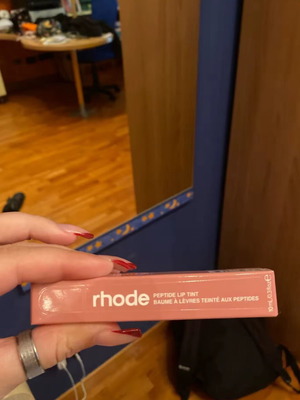 rhode
PEPTIDE LIP TINT
BAUME À LÈVRES TEINTÉ AUX PEPTIDES